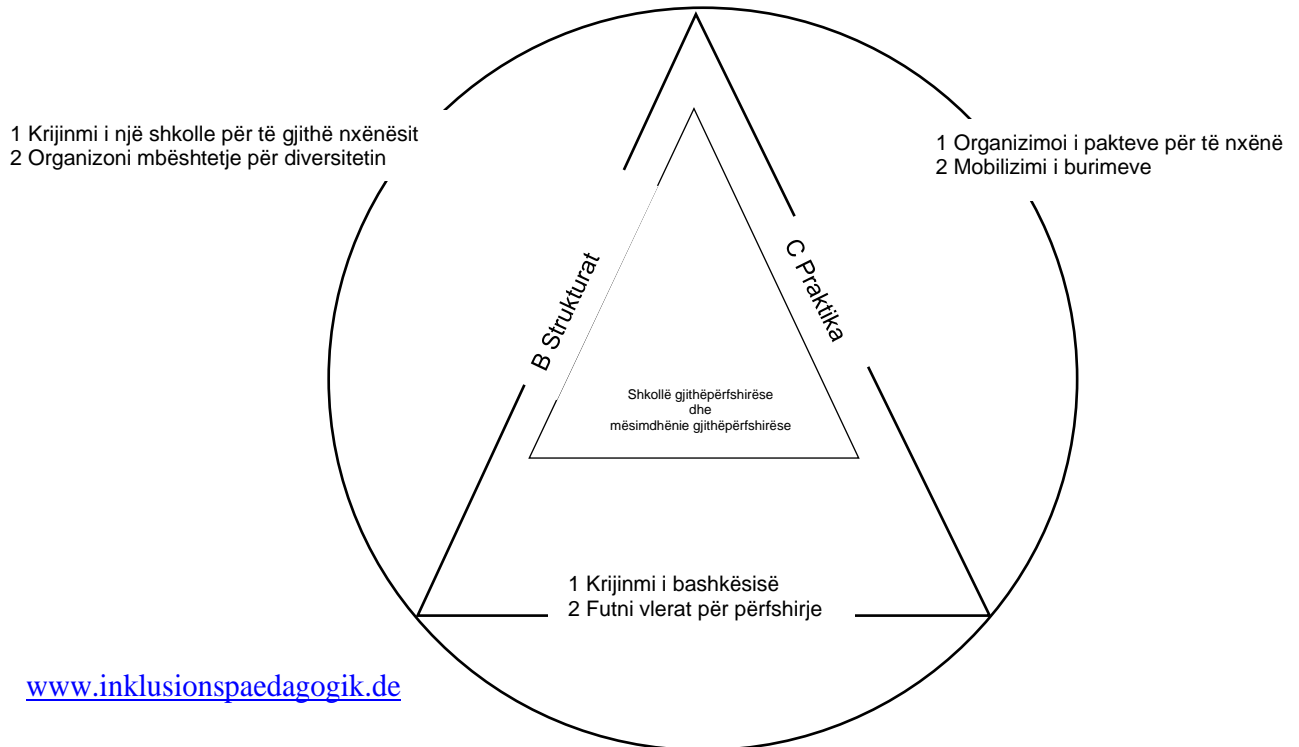 1 Krijinmi i një shkolle për të gjithë nxënësit
2 Organizoni mbështetje për diversitetin
1 Organizimoi i pakteve për të nxënë
2 Mobilizimi i burimeve
B Strukturat
C Praktika
Shkollë gjithëpërfshirëse
dhe
mësimdhënie gjithëpërfshirëse
1 Krijinmi i bashkësisë
2 Futni vlerat për përfshirje
www.inklusionspaedagogik.de